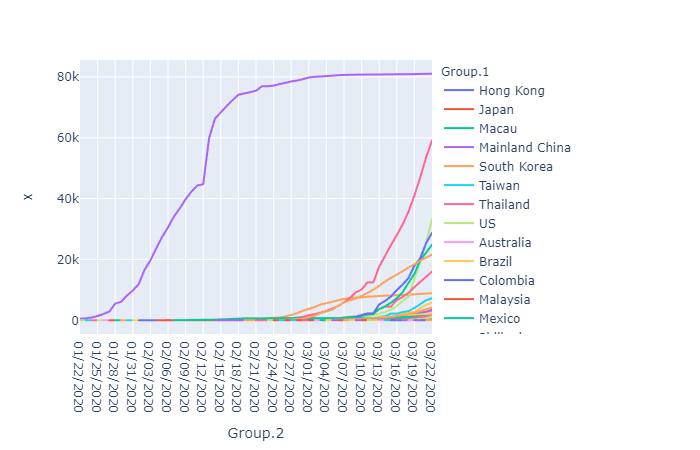 80k
60k
40k
20k
0
x
01/22/2020
01/25/2020
01/28/2020
01/31/2020
02/03/2020
02/06/2020
02/09/2020
02/12/2020
02/15/2020
02/18/2020
02/21/2020
02/24/2020
02/27/2020
03/01/2020
03/04/2020
03/07/2020
03/10/2020
03/13/2020
03/16/2020
03/19/2020
03/22/2020
Group.2
Group.1
Hong Kong
Japan
Macau
Mainland China
South Korea
Taiwan
Thailand
US
Australia
Brazil
Colombia
Malaysia
Mexico